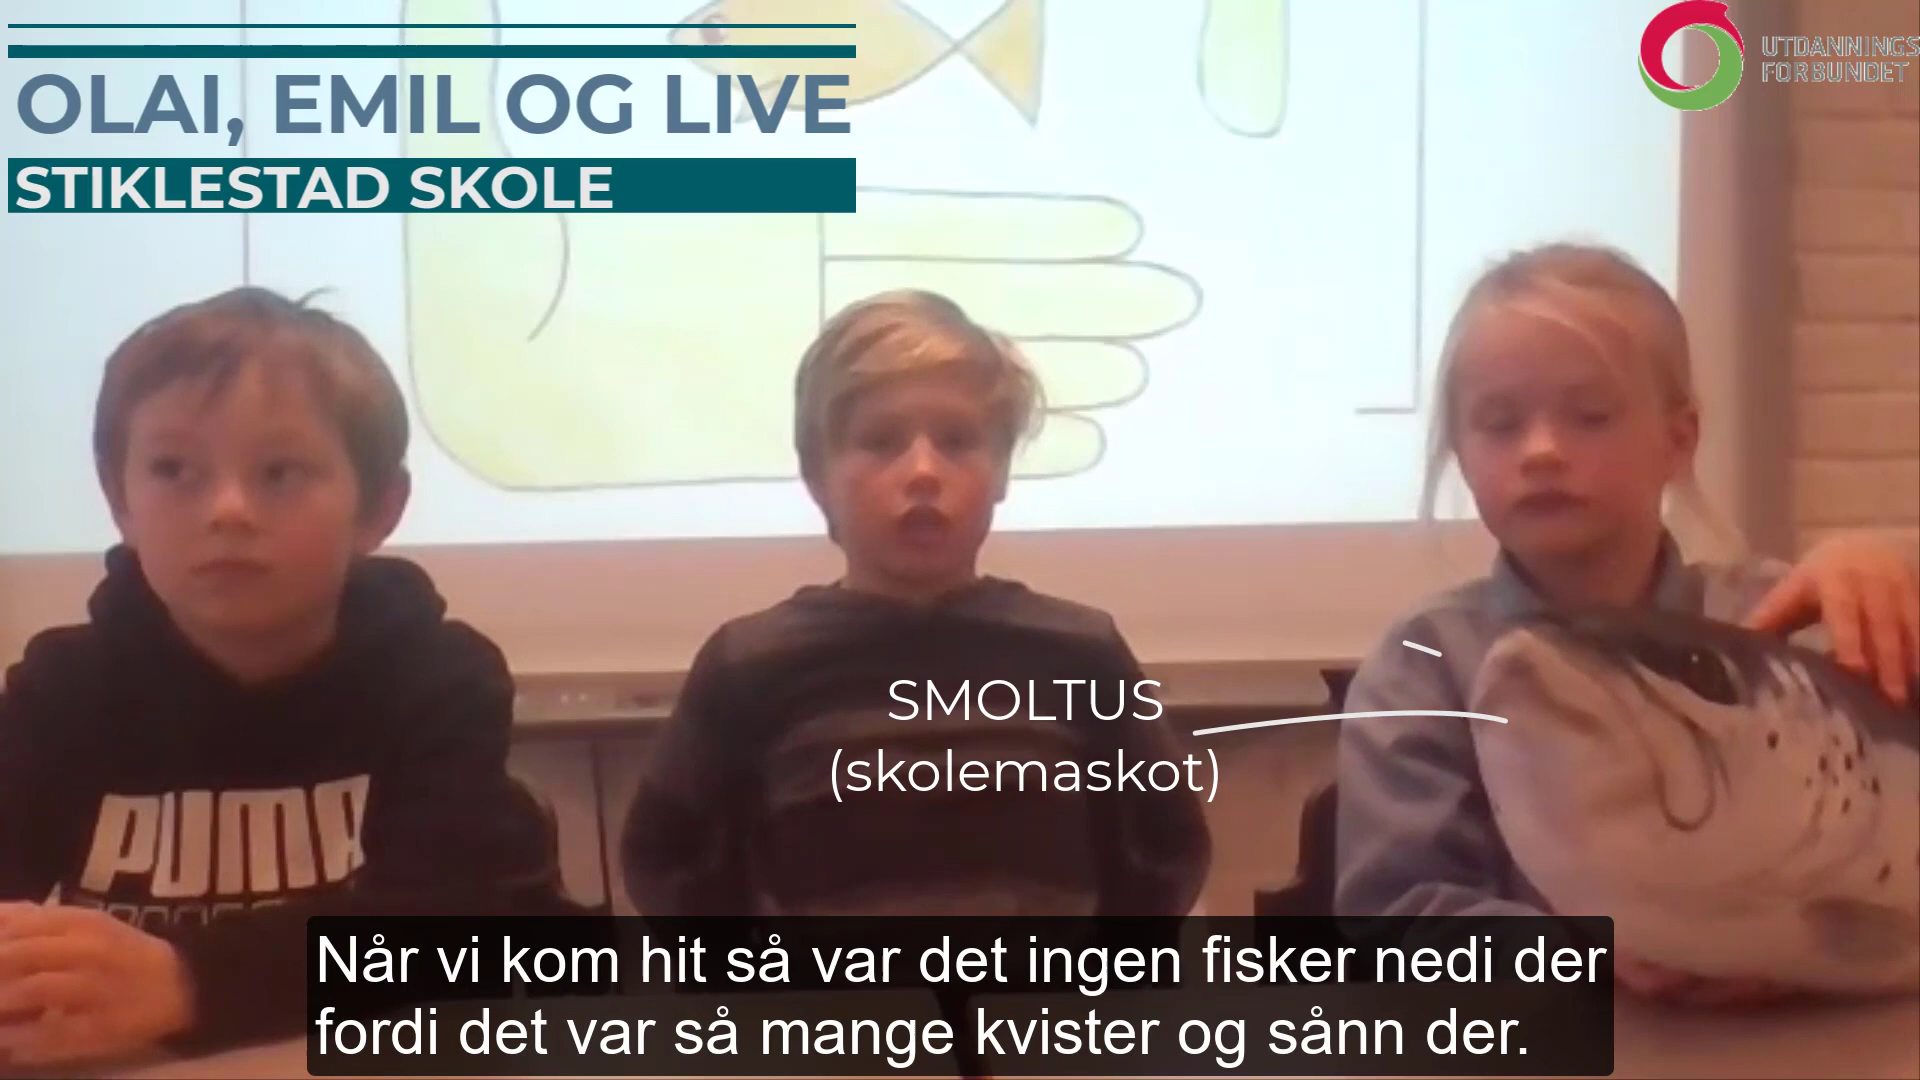 OLAI, EMIL OG LIVE
STIKLESTAD SKOLE
UTDANNINGS
FORBUNDET
SMOLTUS
(skolemaskot)
PUMA
Når vi kom hit så var det ingen fisker nedi der
fordi det var så mange kvister og sånn der.